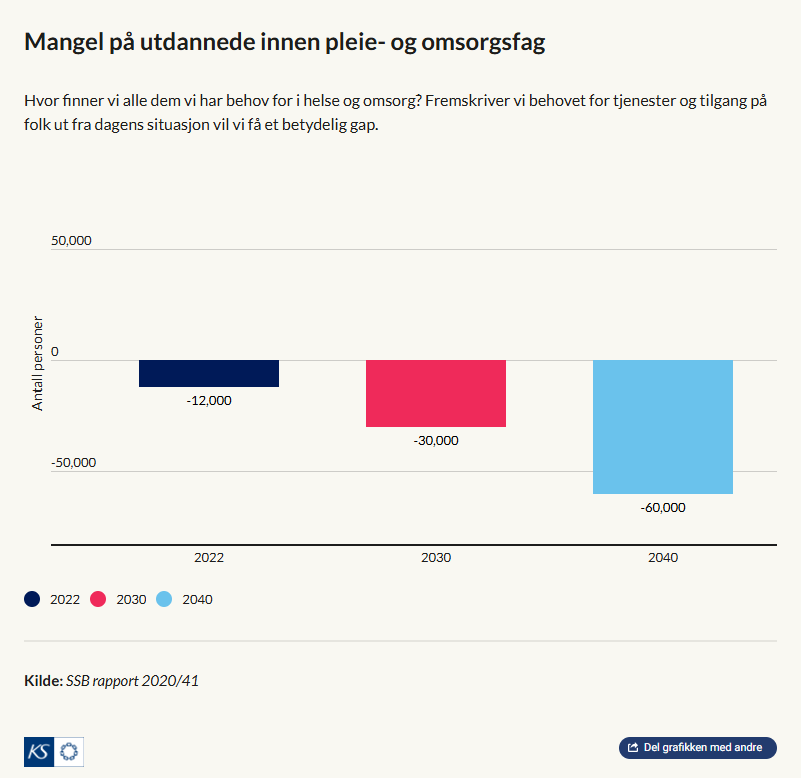 Mangel på utdannede innen pleie- og omsorgsfag
Hvor finner vi alle dem vi har behov for i helse og omsorg? Fremskriver vi behovet for tjenester og tilgang på
folk ut fra dagens situasjon vil vi få et betydelig gap.
50,000
Antall personer
0
-12,000
-30,000
-50,000
-60,000
2022
2030
2040
2022
2030
2040
Kilde: SSB rapport 2020/41
KS
Del grafikken med andre